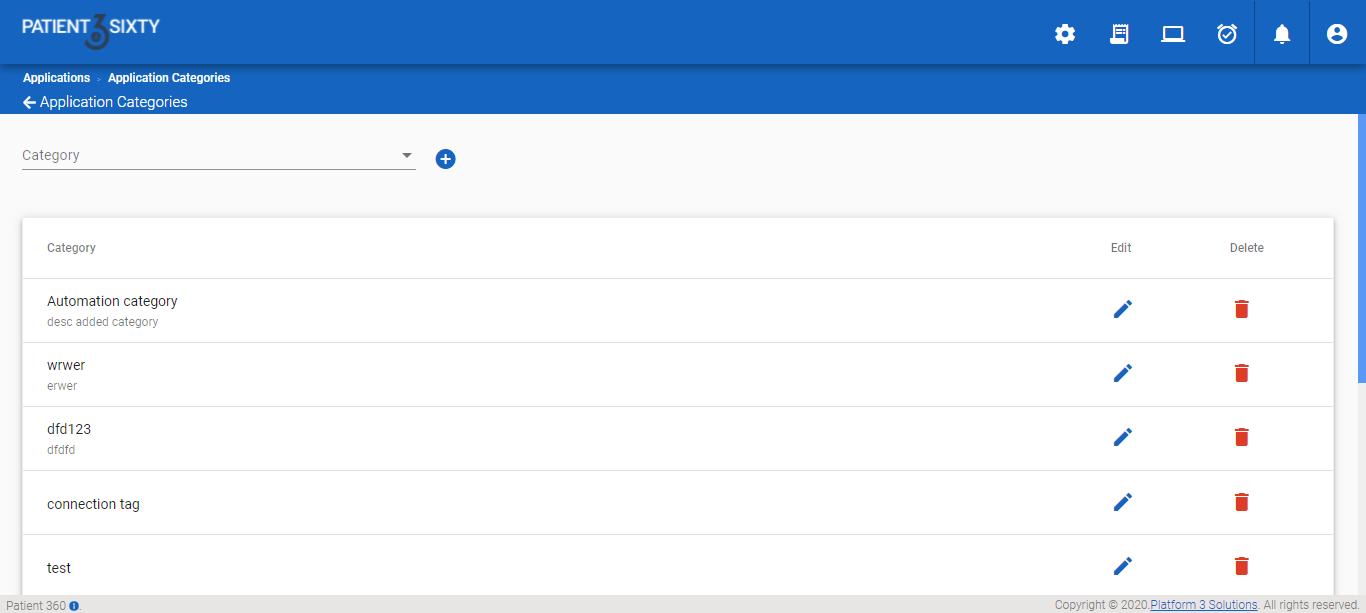 PATIENT 3 SIXTY
Applications > Application Categories
Application Categories
Category
Category Edit Delete
Automation category
desc added category
wrwer
erwer
dfd123
dfdfd
connection tag
test
Patient 360 Copyright © 2020.Platform 3 Solutions. All rights reserved.